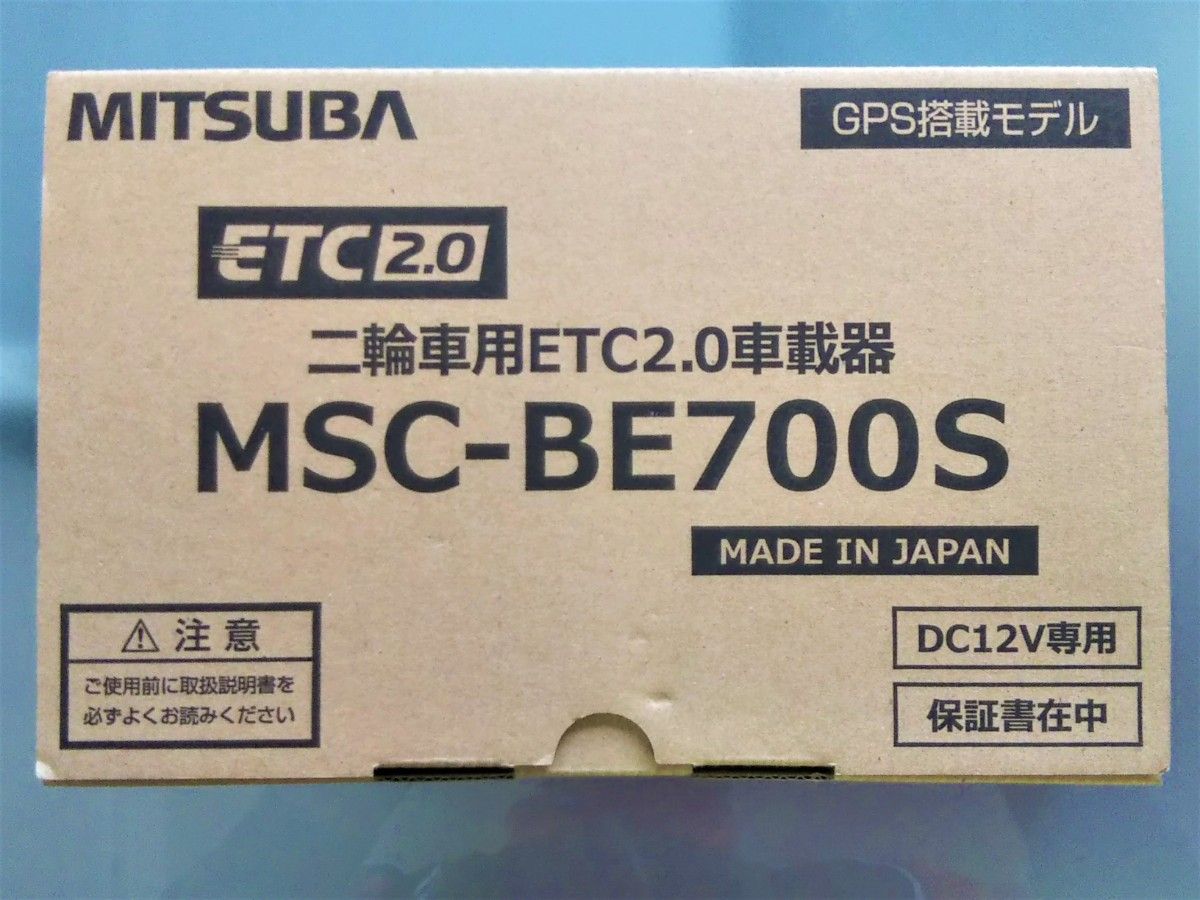 MITSUBA
GPS搭載モデル
ETC2.0
二輪車用ETC2.0車載器
MSC-BE700S
MADE IN JAPAN
⚠注意
ご使用前に取扱説明書を
必ずよくお読みください
DC12V専用
保証書在中